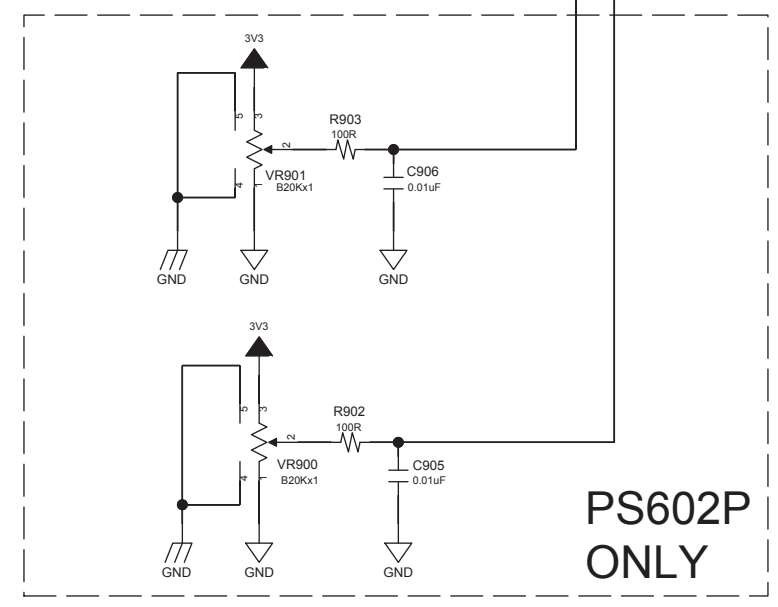 3V3
5
3
R903
100R
2
VR901
B20Kx1
C906
0.01uF
4
1
GND
GND
GND
3V3
5
3
R902
100R
2
VR900
B20Kx1
C905
0.01uF
4
1
GND
GND
GND
PS602P
ONLY